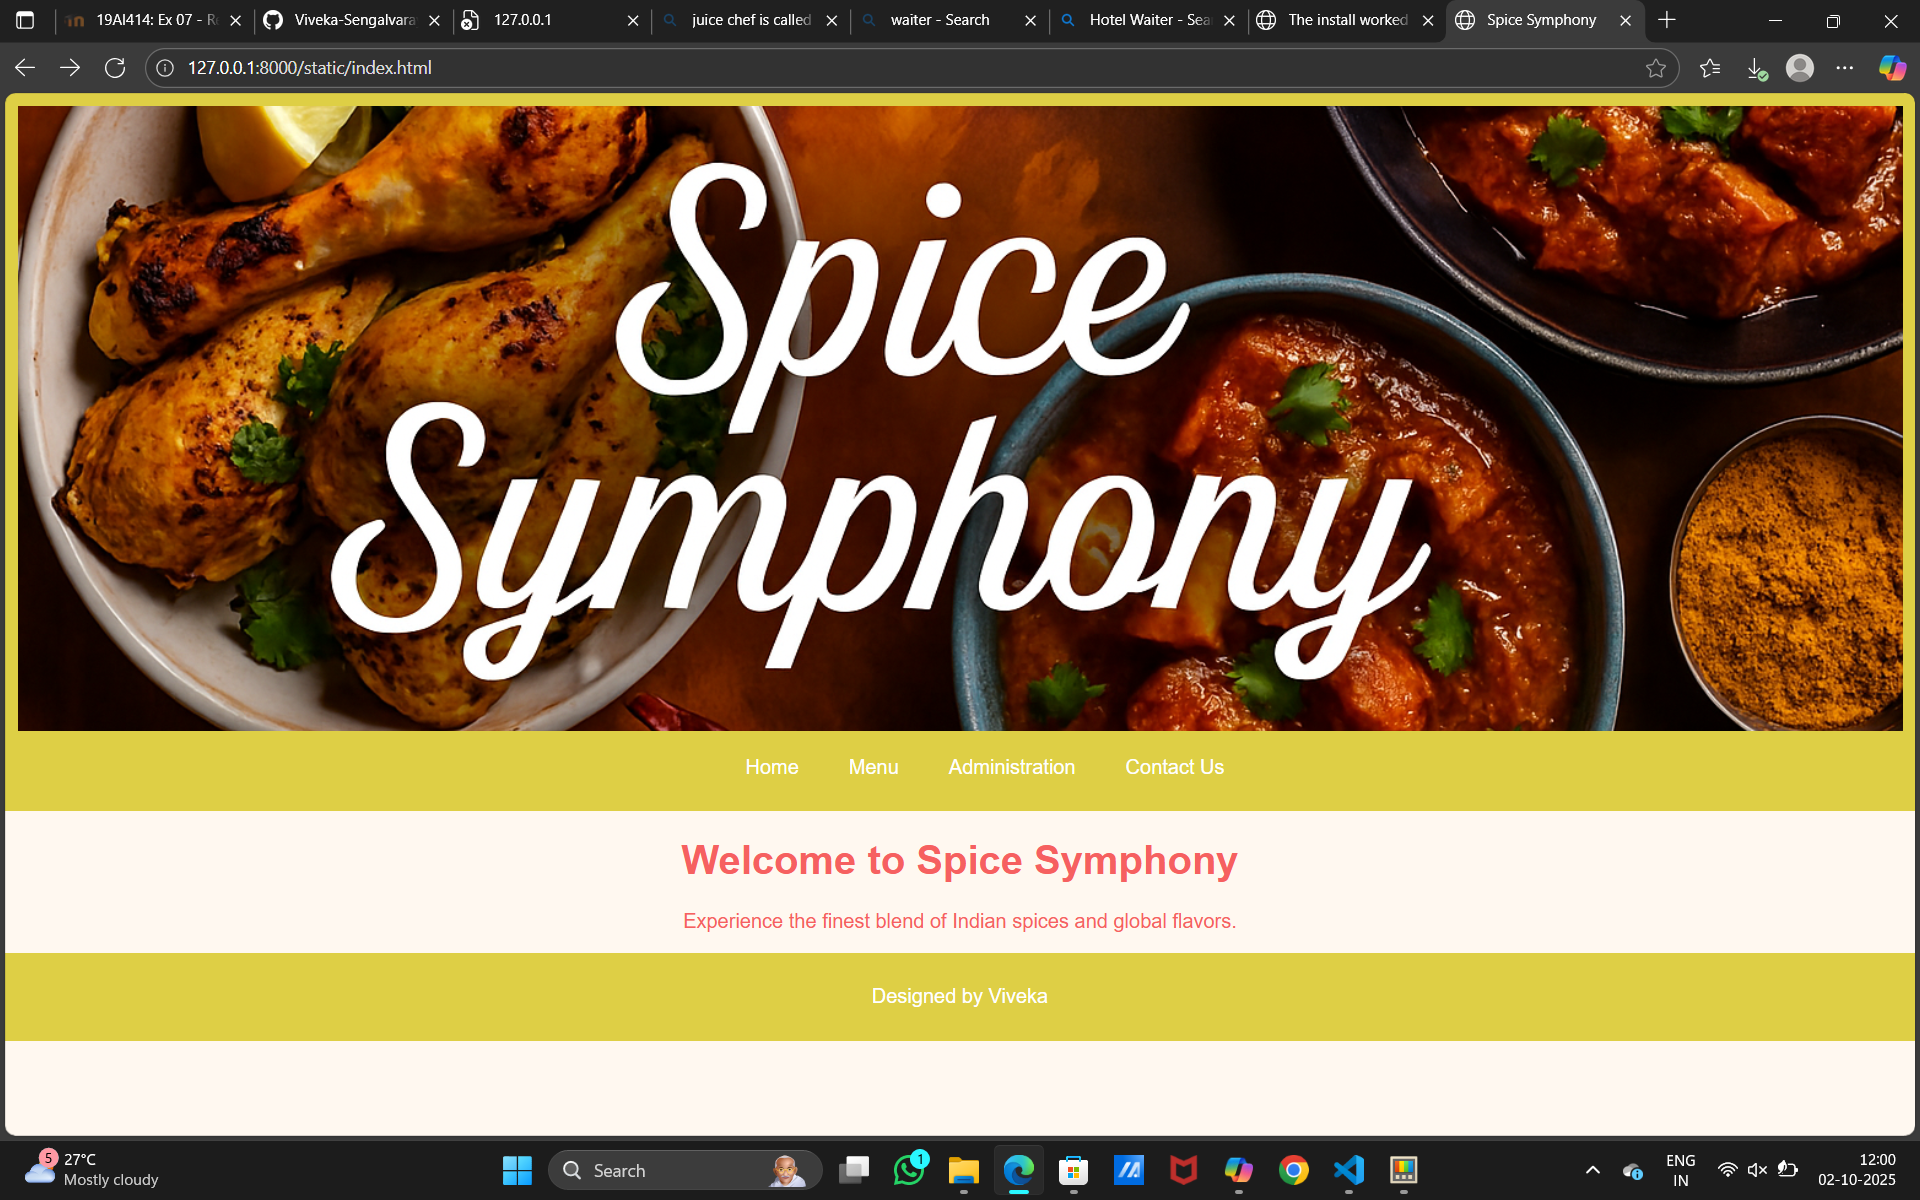 19AI414: Ex 07 - R
Viveka-Sengalvara
127.0.0.1
juice chef is called
waiter - Search
Hotel Waiter - Sea
The install worked
Spice Symphony
127.0.0.1:8000/static/index.html
Spice
Symphony
Home Menu Administration Contact Us
Welcome to Spice Symphony
Experience the finest blend of Indian spices and global flavors.
Designed by Viveka
5
27°C
Mostly cloudy
Search
1
ENG
IN
12:00
02-10-2025